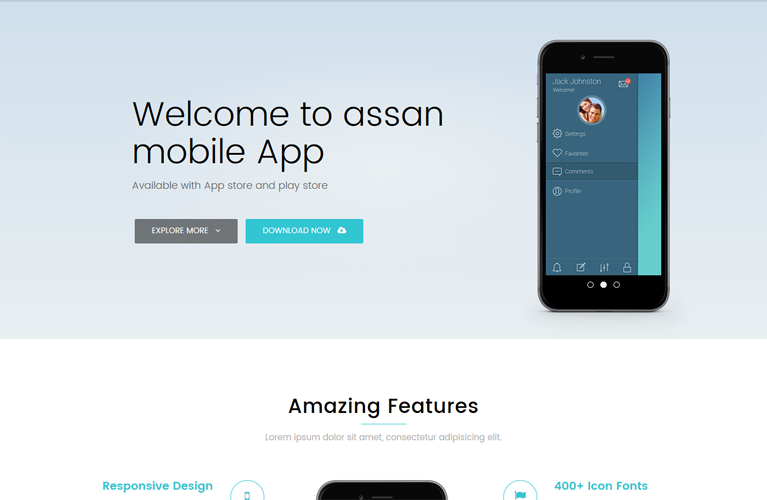 Welcome to assan
mobile App
Available with App store and play store
EXPLORE MORE
DOWNLOAD NOW
Jack Johnston
Welcome!
Settings
Favorites
Comments
Profile
Amazing Features
Lorem ipsum dolor sit amet, consectetur adipisicing elit.
Responsive Design
400+ Icon Fonts